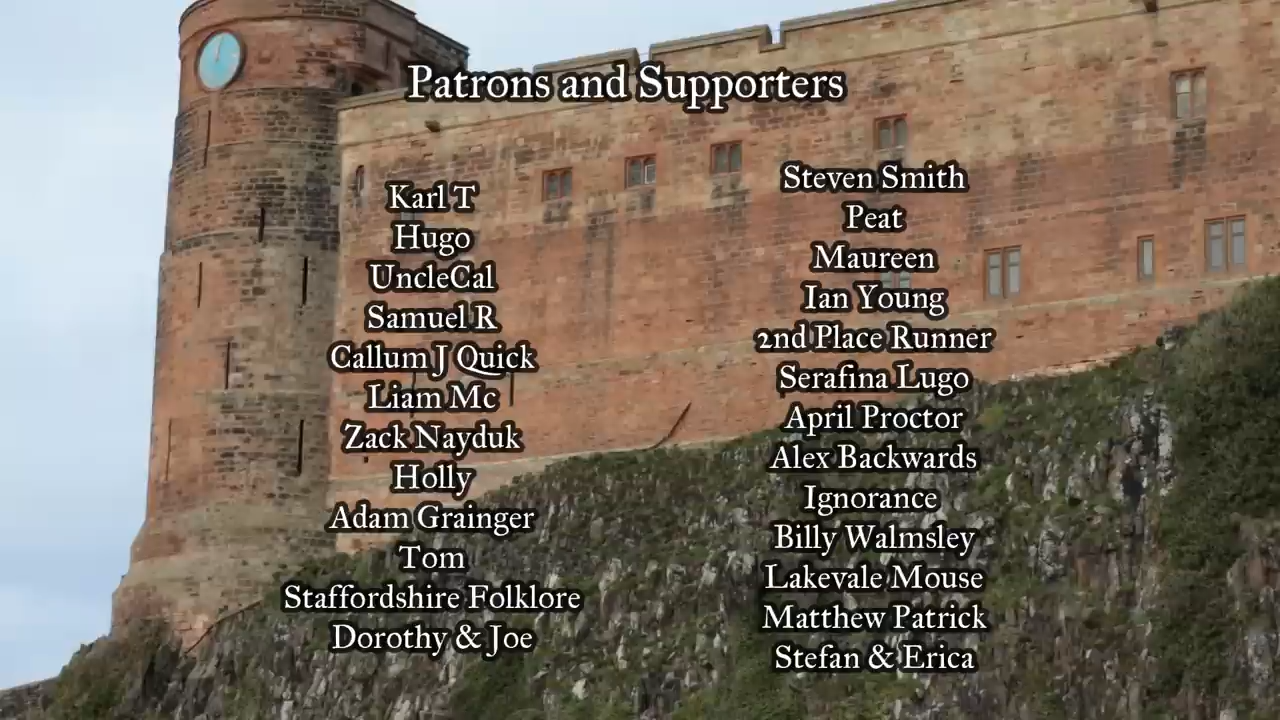 Patrons and Supporters
Karl T
Hugo
UncleCal
Samuel R
Callum J Quick
Liam Mc
Zack Nayduk
Holly
Adam Grainger
Tom
Staffordshire Folklore
Dorothy & Joe
Steven Smith
Peat
Maureen
Ian Young
2nd Place Runner
Serafina Lugo
April Proctor
Alex Backwards
Ignorance
Billy Walmsley
Lakevale Mouse
Matthew Patrick
Stefan & Erica